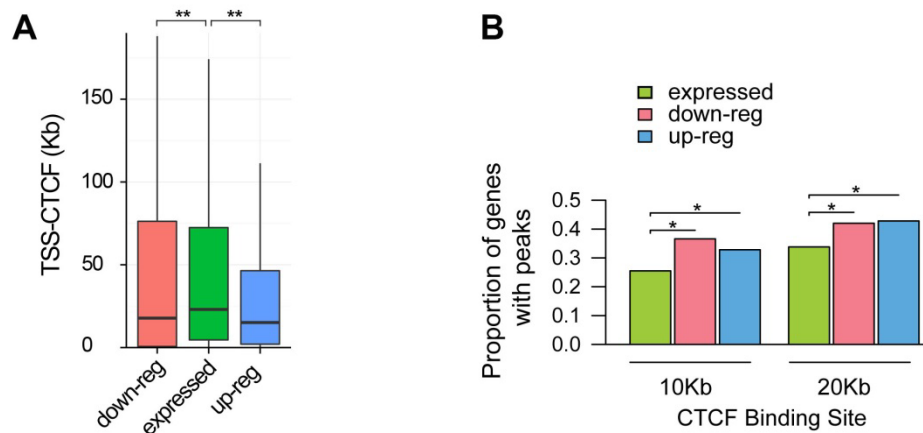 A
** **
TSS-CTCF (Kb)
150
100
50
0
down-reg
expressed
up-reg
B
expressed
down-reg
up-reg
Proportion of genes
with peaks
0.5
0.4
0.3
0.2
0.1
0.0
*
*
*
*
10Kb 20Kb
CTCF Binding Site